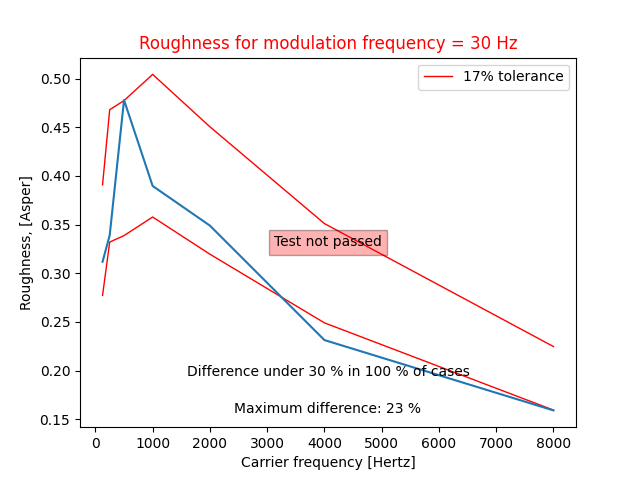 Roughness for modulation frequency = 30 Hz
17% tolerance
Roughness, [Asper]
0.50
0.45
0.40
0.35
0.30
0.25
0.20
0.15
Test not passed
Difference under 30 % in 100 % of cases
Maximum difference: 23 %
0 1000 2000 3000 4000 5000 6000 7000 8000
Carrier frequency [Hertz]